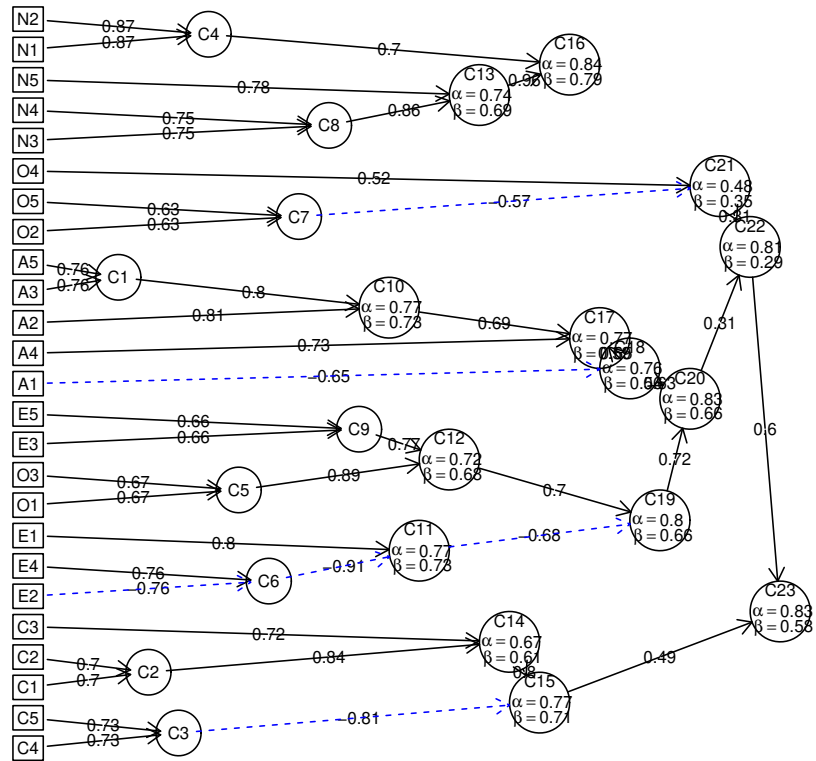 N2
N1
N5
N4
N3
O4
O5
O2
A5
A3
A2
A4
A1
E5
E3
O3
O1
E1
E4
E2
C3
C2
C1
C5
C4
0.87
0.87
C4
0.7
C16
α = 0.84
β = 0.79
0.78
C13
α = 0.74
β = 0.69
0.96
0.75
0.75
C8
0.86
0.52
C21
α = 0.48
β = 0.35
0.63
0.63
C7
−0.57
C22
α = 0.81
β = 0.29
0.76
0.76
C1
0.8
C10
α = 0.77
β = 0.73
0.81
0.69
C17
α = 0.77
0.73
−0.65
α = 0.76
C20
α = 0.83
β = 0.66
0.31
0.66
0.66
C9
0.77
C12
α = 0.72
β = 0.68
0.67
0.67
C5
0.89
0.7
0.72
C19
α = 0.8
β = 0.66
0.6
0.8
C11
α = 0.77
β = 0.73
−0.68
0.76
−0.76
C6
−0.91
C23
α = 0.83
β = 0.58
0.72
C14
α = 0.67
β = 0.61
0.7
0.7
C2
0.84
0.49
C15
α = 0.77
β = 0.71
0.73
0.73
C3
−0.81